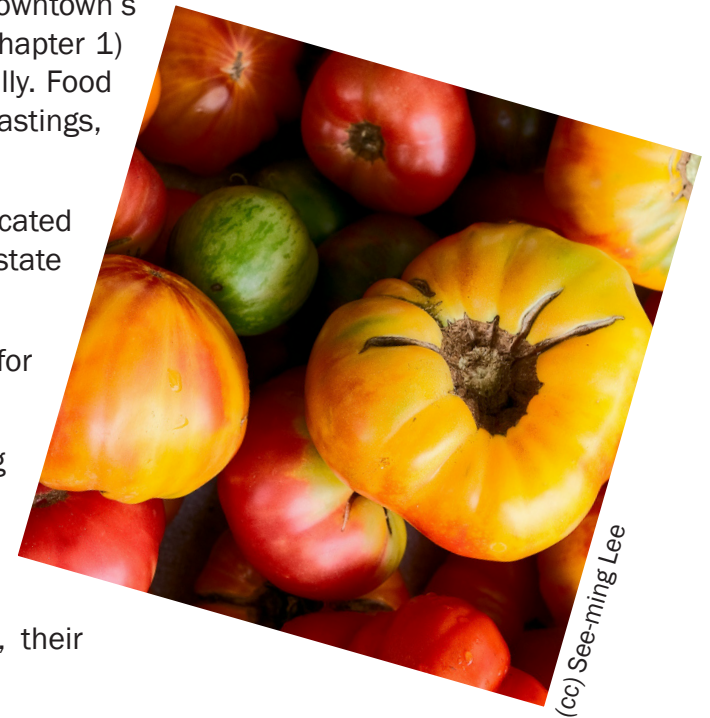 owntown's
hapter 1)
lly. Food
astings,
cated
state
for
g
, their
(cc) See-ming Lee